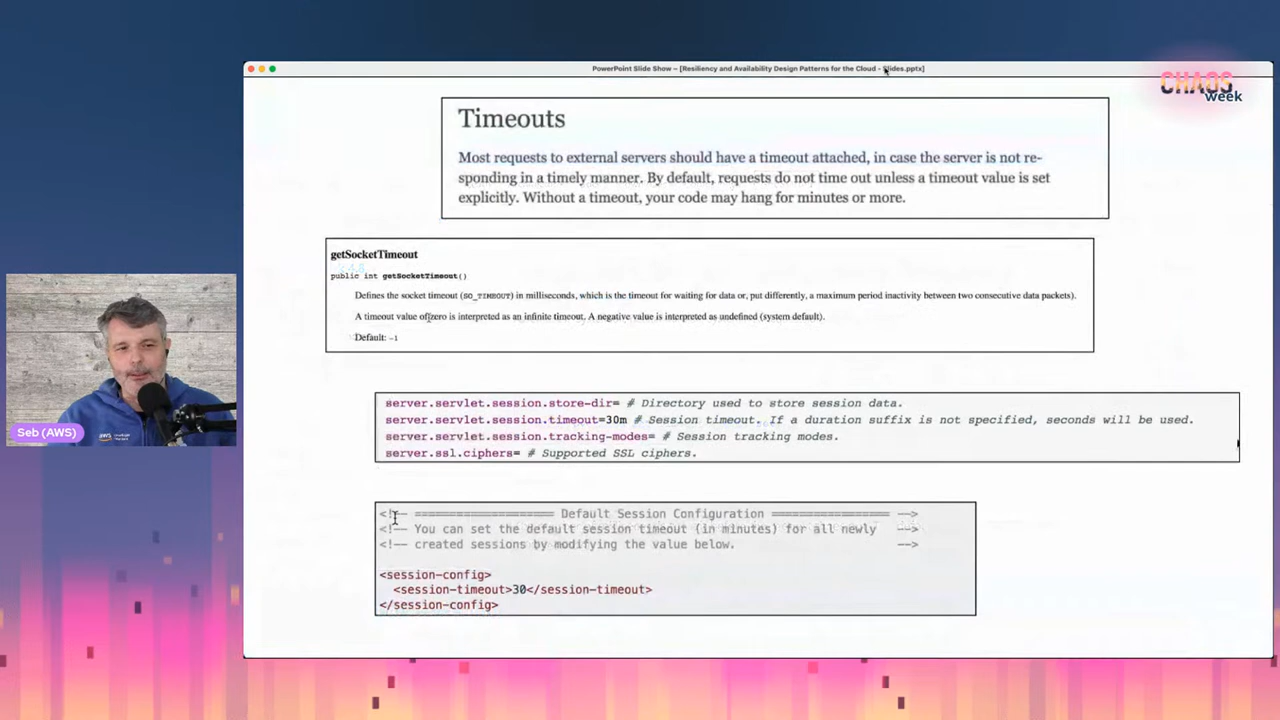 PowerPoint Slide Show – [Resiliency and Availability Design Patterns for the Cloud - Slides.pptx]
CHAOS
week
Timeouts
Most requests to external servers should have a timeout attached, in case the server is not re-
sponding in a timely manner. By default, requests do not time out unless a timeout value is set
explicitly. Without a timeout, your code may hang for minutes or more.
getSocketTimeout
public int getSocketTimeout()
Defines the socket timeout (SO_TIMEOUT) in milliseconds, which is the timeout for waiting for data or, put differently, a maximum period inactivity between two consecutive data packets).
A timeout value of zero is interpreted as an infinite timeout. A negative value is interpreted as undefined (system default).
Default: -1
server.servlet.session.store-dir= # Directory used to store session data.
server.servlet.session.timeout=30m # Session timeout. If a duration suffix is not specified, seconds will be used.
server.servlet.session.tracking-modes= # Session tracking modes.
server.ssl.ciphers= # Supported SSL ciphers.
<!-- ==================== Default Session Configuration ================= -->
<!-- You can set the default session timeout (in minutes) for all newly -->
<!-- created sessions by modifying the value below. -->
<session-config>
<session-timeout>30</session-timeout>
</session-config>
aws
Seb (AWS)